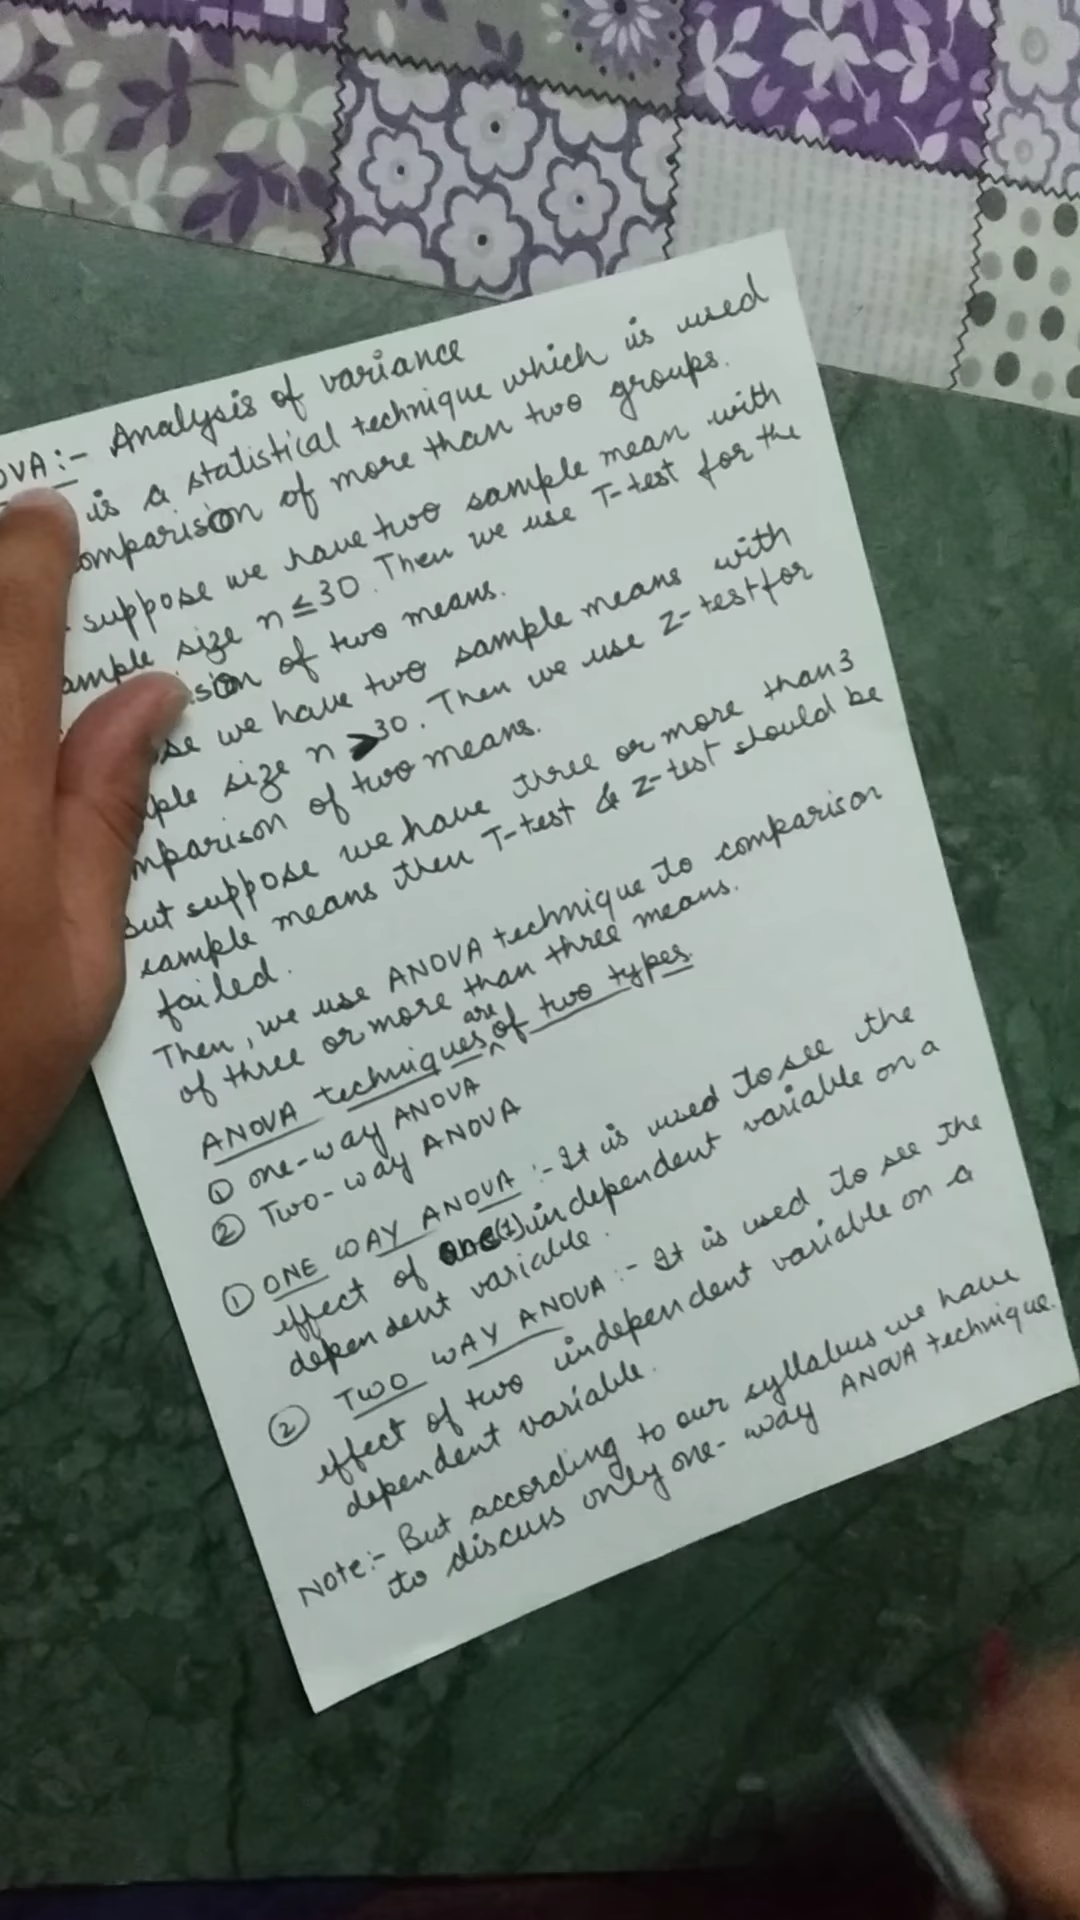 OVA :- Analysis of variance
is a statistical technique which is used
omparison of more than two groups.
suppose we have two sample mean with
ample size n ≤ 30. Then we use T-test for the
sion of two means.
se we have two sample means with
ple size n > 30. Then we use Z-test for
mparison of two means.
But suppose we have three or more than 3
sample means then T-test & Z-test should be
failed.
Then, we use ANOVA technique to comparison
of three or more than three means.
ANOVA techniques are of two types.
① one-way ANOVA
② Two-way ANOVA
① ONE WAY ANOVA :- It is used to see the
effect of one(1) independent variable on a
dependent variable.
② TWO WAY ANOVA :- It is used to see the
effect of two independent variable on a
dependent variable.
Note:- But according to our syllabus we have
to discuss only one-way ANOVA technique.